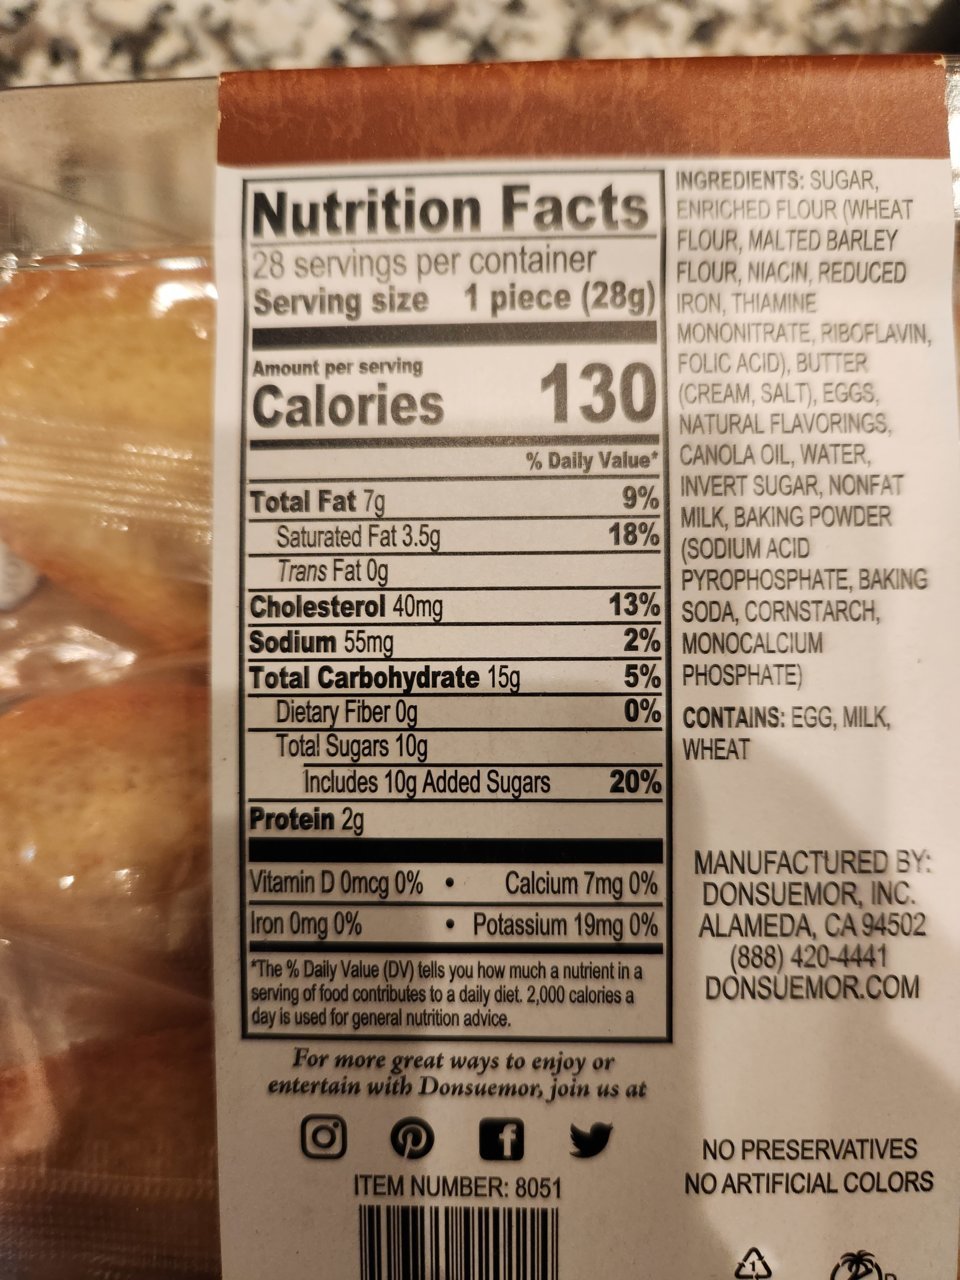 Nutrition Facts
28 servings per container
Serving size 1 piece (28g)
Amount per serving
Calories 130
% Daily Value*
Total Fat 7g 9%
Saturated Fat 3.5g 18%
Trans Fat 0g
Cholesterol 40mg 13%
Sodium 55mg 2%
Total Carbohydrate 15g 5%
Dietary Fiber 0g 0%
Total Sugars 10g
Includes 10g Added Sugars 20%
Protein 2g
Vitamin D 0mcg 0% • Calcium 7mg 0%
Iron 0mg 0% • Potassium 19mg 0%
*The % Daily Value (DV) tells you how much a nutrient in a
serving of food contributes to a daily diet. 2,000 calories a
day is used for general nutrition advice.
For more great ways to enjoy or
entertain with Donsuemor, join us at
ITEM NUMBER: 8051
INGREDIENTS: SUGAR,
ENRICHED FLOUR (WHEAT
FLOUR, MALTED BARLEY
FLOUR, NIACIN, REDUCED
IRON, THIAMINE
MONONITRATE, RIBOFLAVIN,
FOLIC ACID), BUTTER
(CREAM, SALT), EGGS,
NATURAL FLAVORINGS,
CANOLA OIL, WATER,
INVERT SUGAR, NONFAT
MILK, BAKING POWDER
(SODIUM ACID
PYROPHOSPHATE, BAKING
SODA, CORNSTARCH,
MONOCALCIUM
PHOSPHATE)
CONTAINS: EGG, MILK,
WHEAT
MANUFACTURED BY:
DONSUEMOR, INC.
ALAMEDA, CA 94502
(888) 420-4441
DONSUEMOR.COM
NO PRESERVATIVES
NO ARTIFICIAL COLORS
1